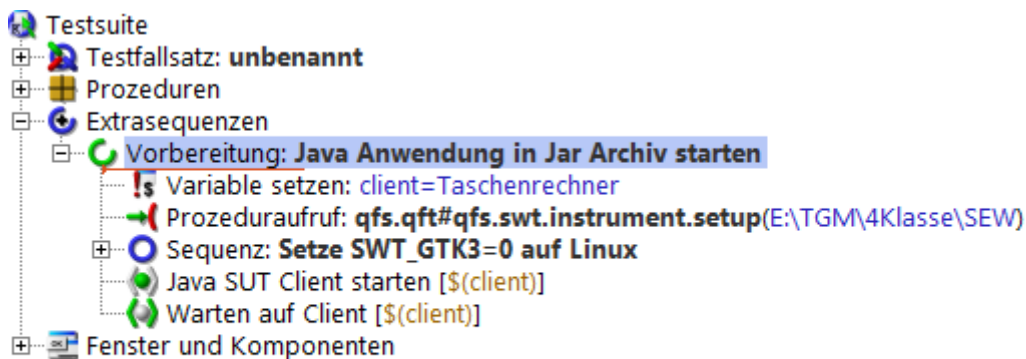 Testsuite
Testfallsatz: unbenannt
Prozeduren
Extrasequenzen
Vorbereitung: Java Anwendung in Jar Archiv starten
Variable setzen: client=Taschenrechner
Prozeduraufruf: qfs.qft#qfs.swt.instrument.setup(E:\TGM\4Klasse\SEW)
Sequenz: Setze SWT_GTK3=0 auf Linux
Java SUT Client starten [$(client)]
Warten auf Client [$(client)]
Fenster und Komponenten